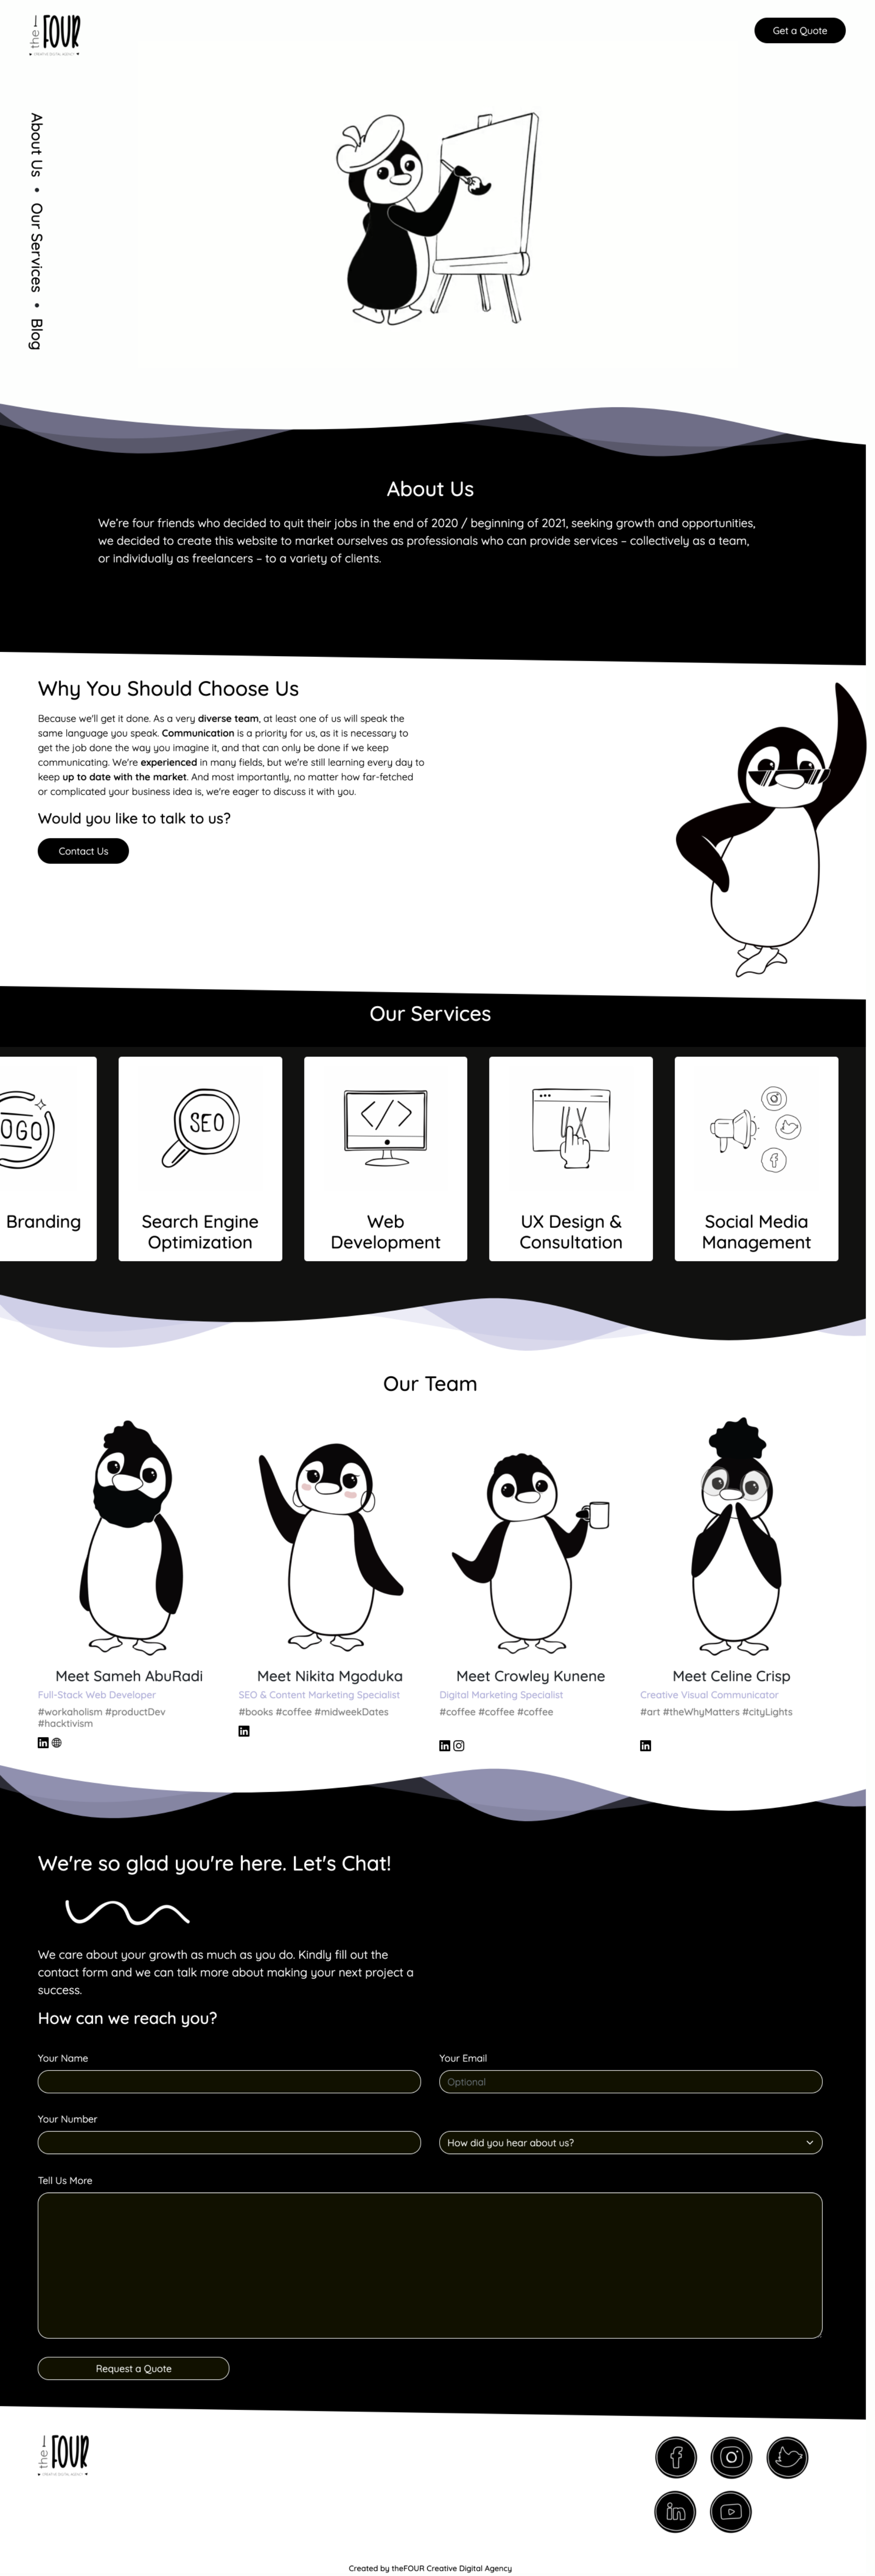 the FOUR
CREATIVE DIGITAL AGENCY
Get a Quote
About Us • Our Services • Blog
About Us
We're four friends who decided to quit their jobs in the end of 2020 / beginning of 2021, seeking growth and opportunities,
we decided to create this website to market ourselves as professionals who can provide services – collectively as a team,
or individually as freelancers – to a variety of clients.
Why You Should Choose Us
Because we'll get it done. As a very diverse team, at least one of us will speak the
same language you speak. Communication is a priority for us, as it is necessary to
get the job done the way you imagine it, and that can only be done if we keep
communicating. We're experienced in many fields, but we're still learning every day to
keep up to date with the market. And most importantly, no matter how far-fetched
or complicated your business idea is, we're eager to discuss it with you.
Would you like to talk to us?
Contact Us
Our Services
OGO
SEO
</>
UX
Branding
Search Engine
Optimization
Web
Development
UX Design &
Consultation
Social Media
Management
Our Team
Meet Sameh AbuRadi
Full-Stack Web Developer
#workaholism #productDev
#hacktivism
Meet Nikita Mgoduka
SEO & Content Marketing Specialist
#books #coffee #midweekDates
Meet Crowley Kunene
Digital Marketing Specialist
#coffee #coffee #coffee
Meet Celine Crisp
Creative Visual Communicator
#art #theWhyMatters #cityLights
We're so glad you're here. Let's Chat!
We care about your growth as much as you do. Kindly fill out the
contact form and we can talk more about making your next project a
success.
How can we reach you?
Your Name
Your Email
Optional
Your Number
How did you hear about us?
Tell Us More
Request a Quote
the FOUR
CREATIVE DIGITAL AGENCY
Created by theFOUR Creative Digital Agency